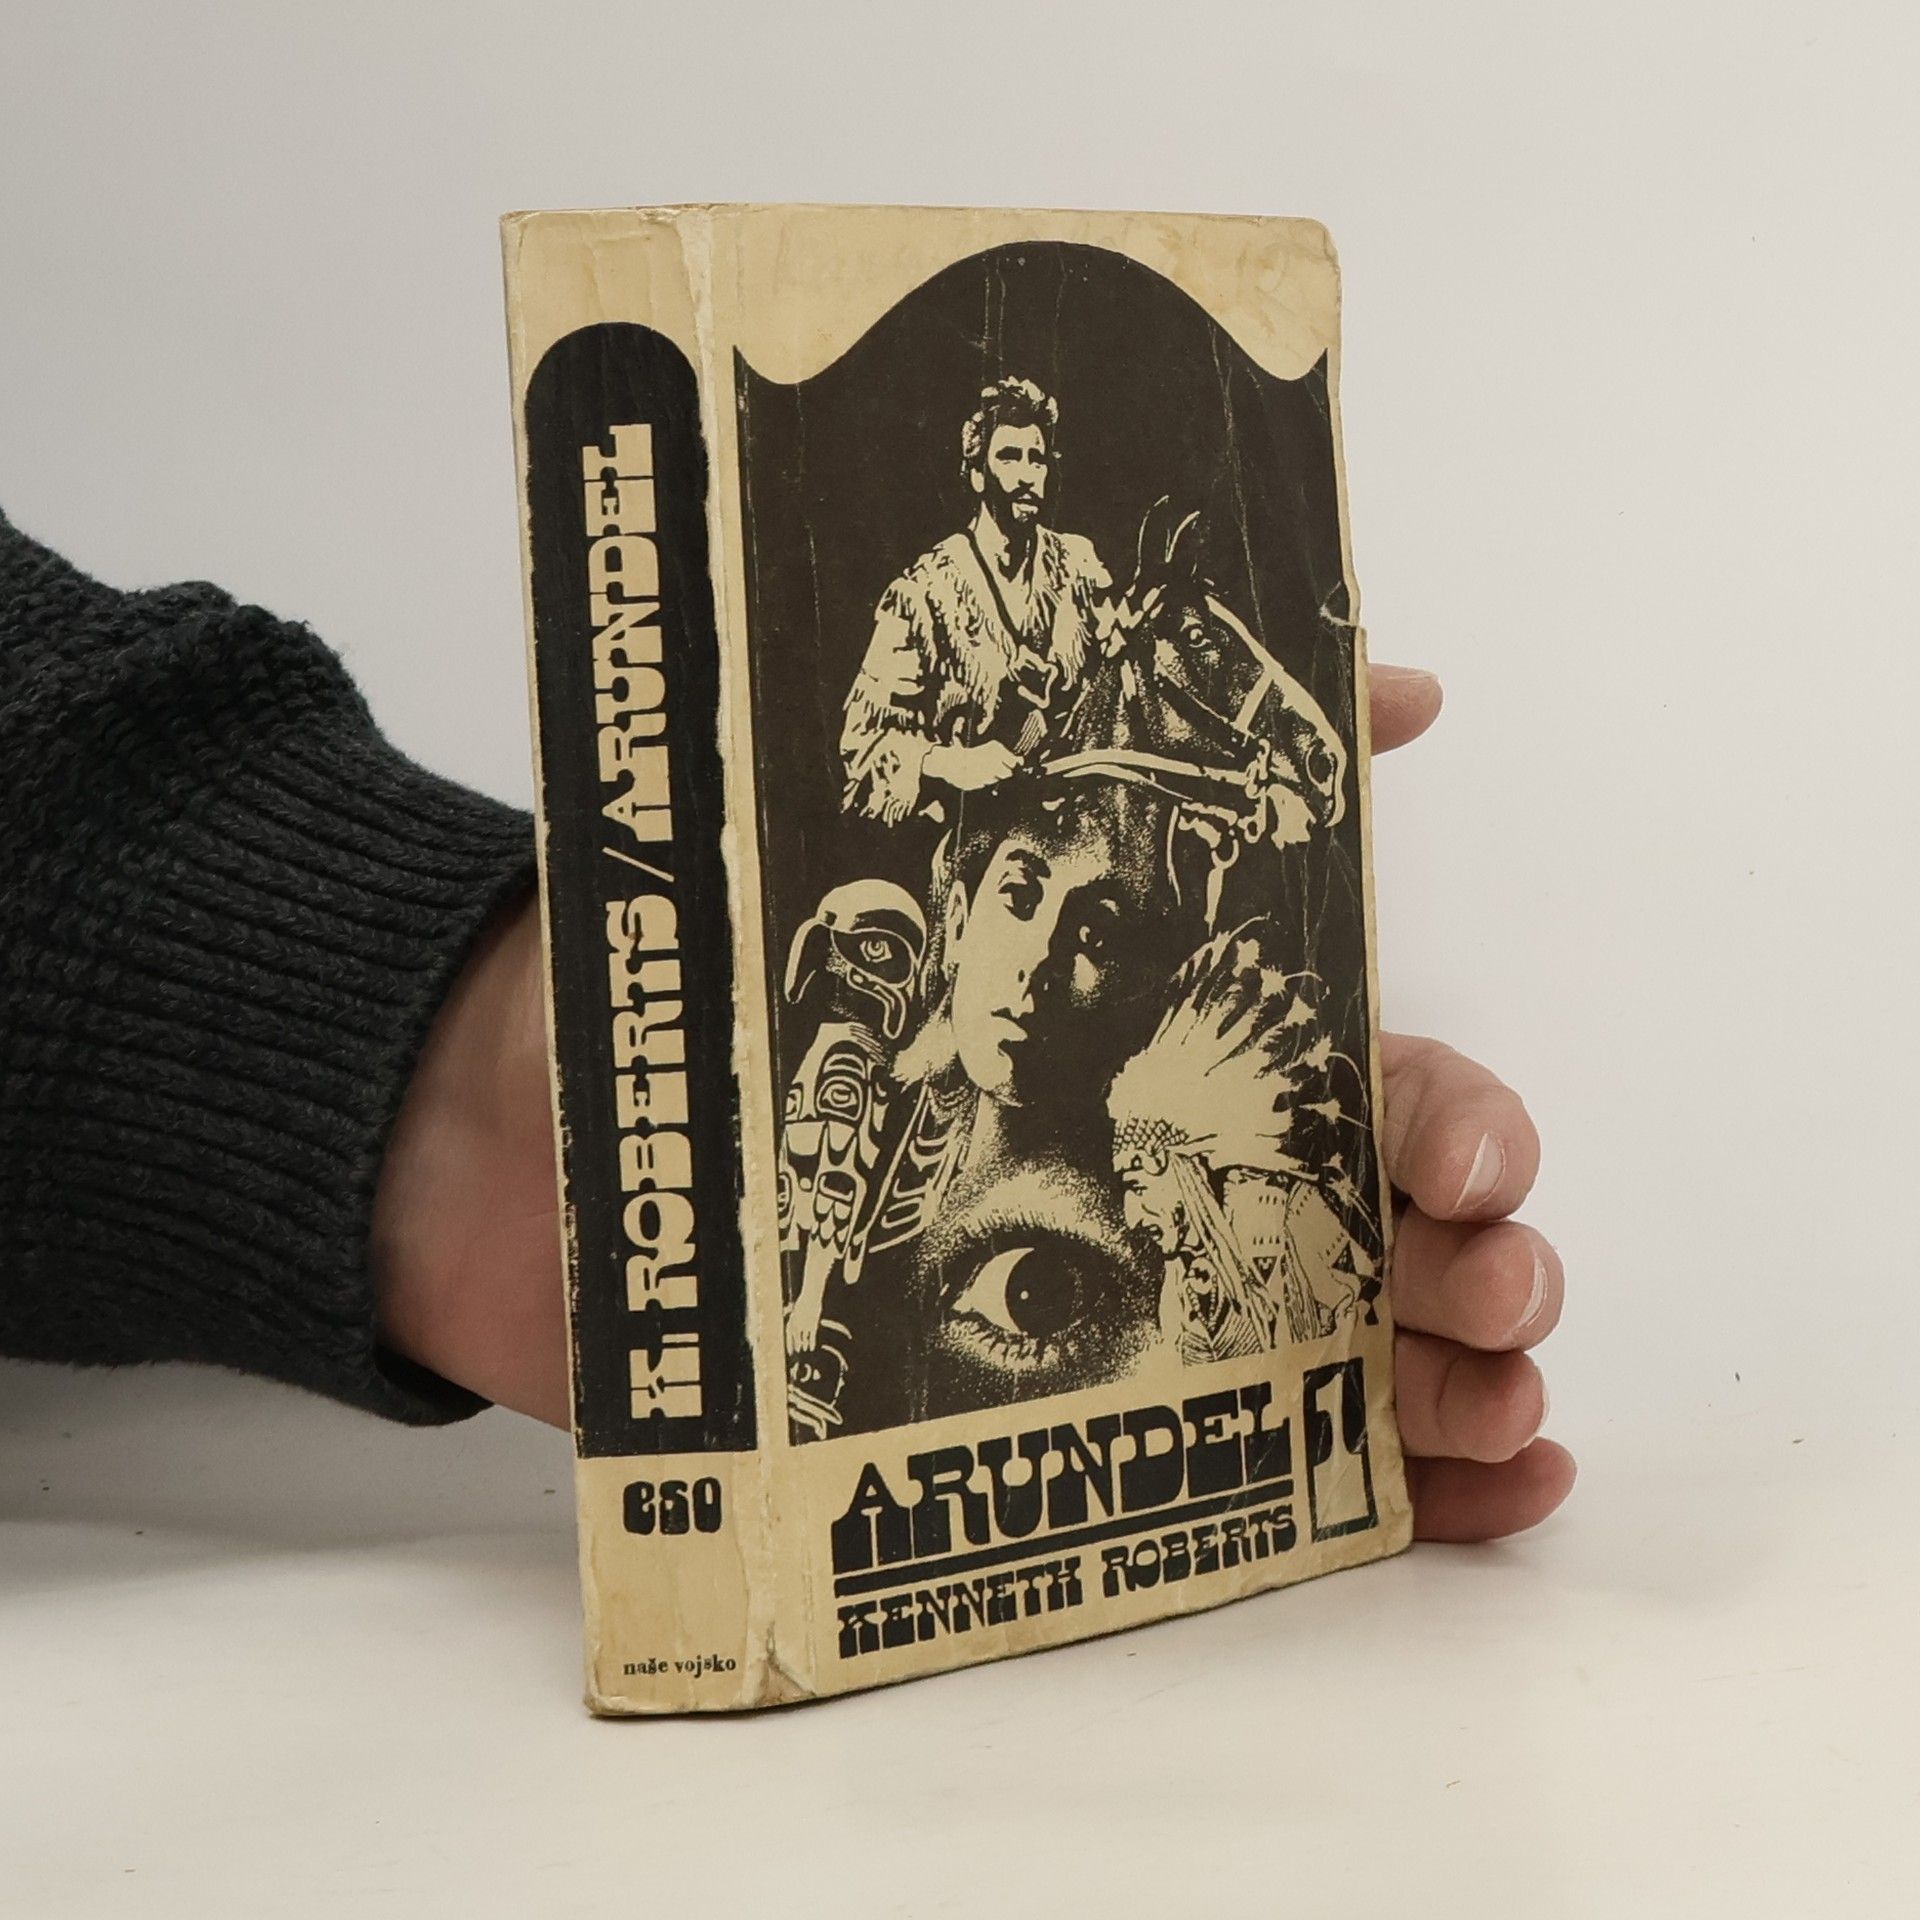 K. ROBERTS/ARUNDEL
eso
naše vojsko
ARUNDEL 1
KENNETH ROBERTS